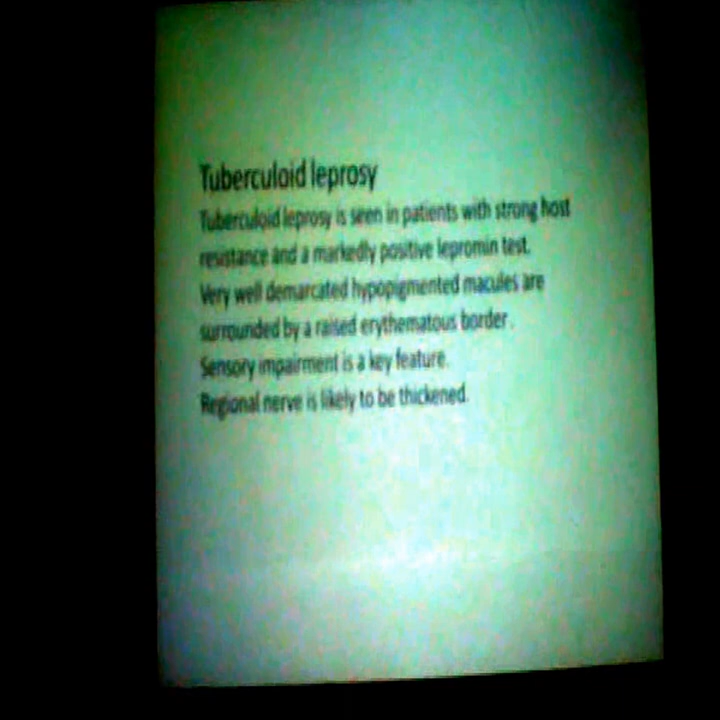 Tuberculoid leprosy
Tuberculoid leprosy is seen in patients with strong host
resistance and a markedly positive lepromin test.
Very well demarcated hypopigmented macules are
surrounded by a raised erythematous border.
Sensory impairment is a key feature.
Regional nerve is likely to be thickened.